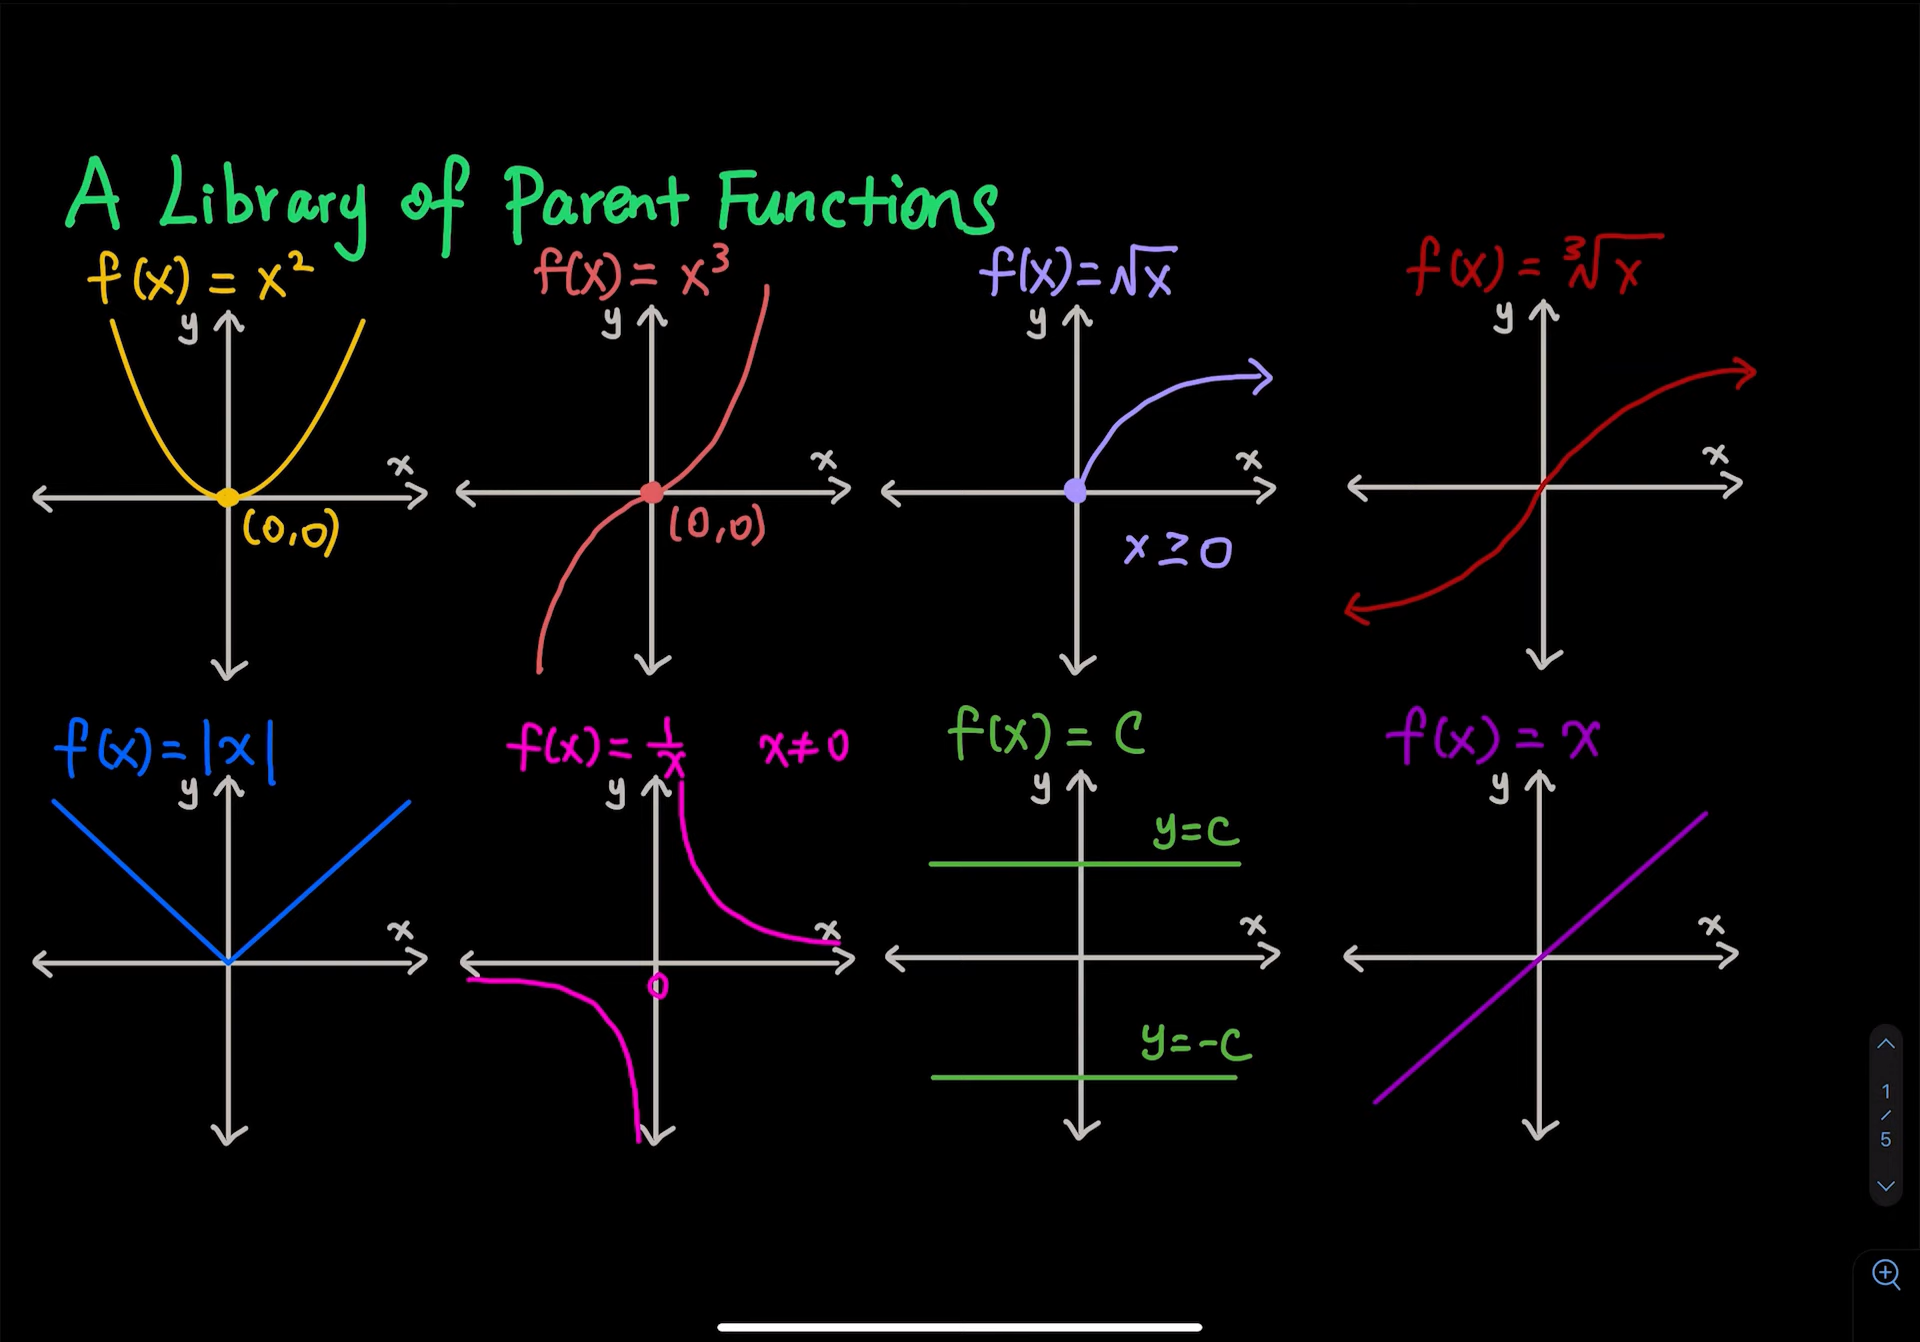 A Library of Parent Functions
f(x) = x²
y
x
(0,0)
f(x) = x³
y
x
(0,0)
f(x) = √x
y
x
x ≥ 0
f(x) = ∛x
y
x
f(x) = |x|
y
x
f(x) = 1/x x ≠ 0
y
x
0
f(x) = C
y
y = C
x
y = -C
f(x) = x
y
x
1
/
5